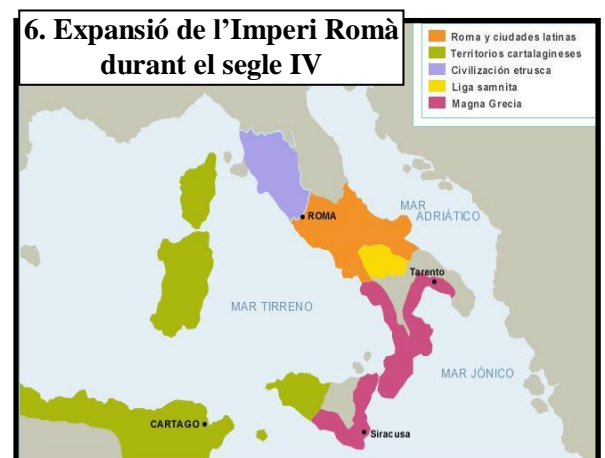 6. Expansió de l'Imperi Romà
durant el segle IV
Roma y ciudades latinas
Territorios cartalagineses
Civilización etrusca
Liga samnita
Magna Grecia
MAR
ADRIÁTICO
ROMA
Tarento
MAR TIRRENO
MAR JÓNICO
CARTAGO
Siracusa